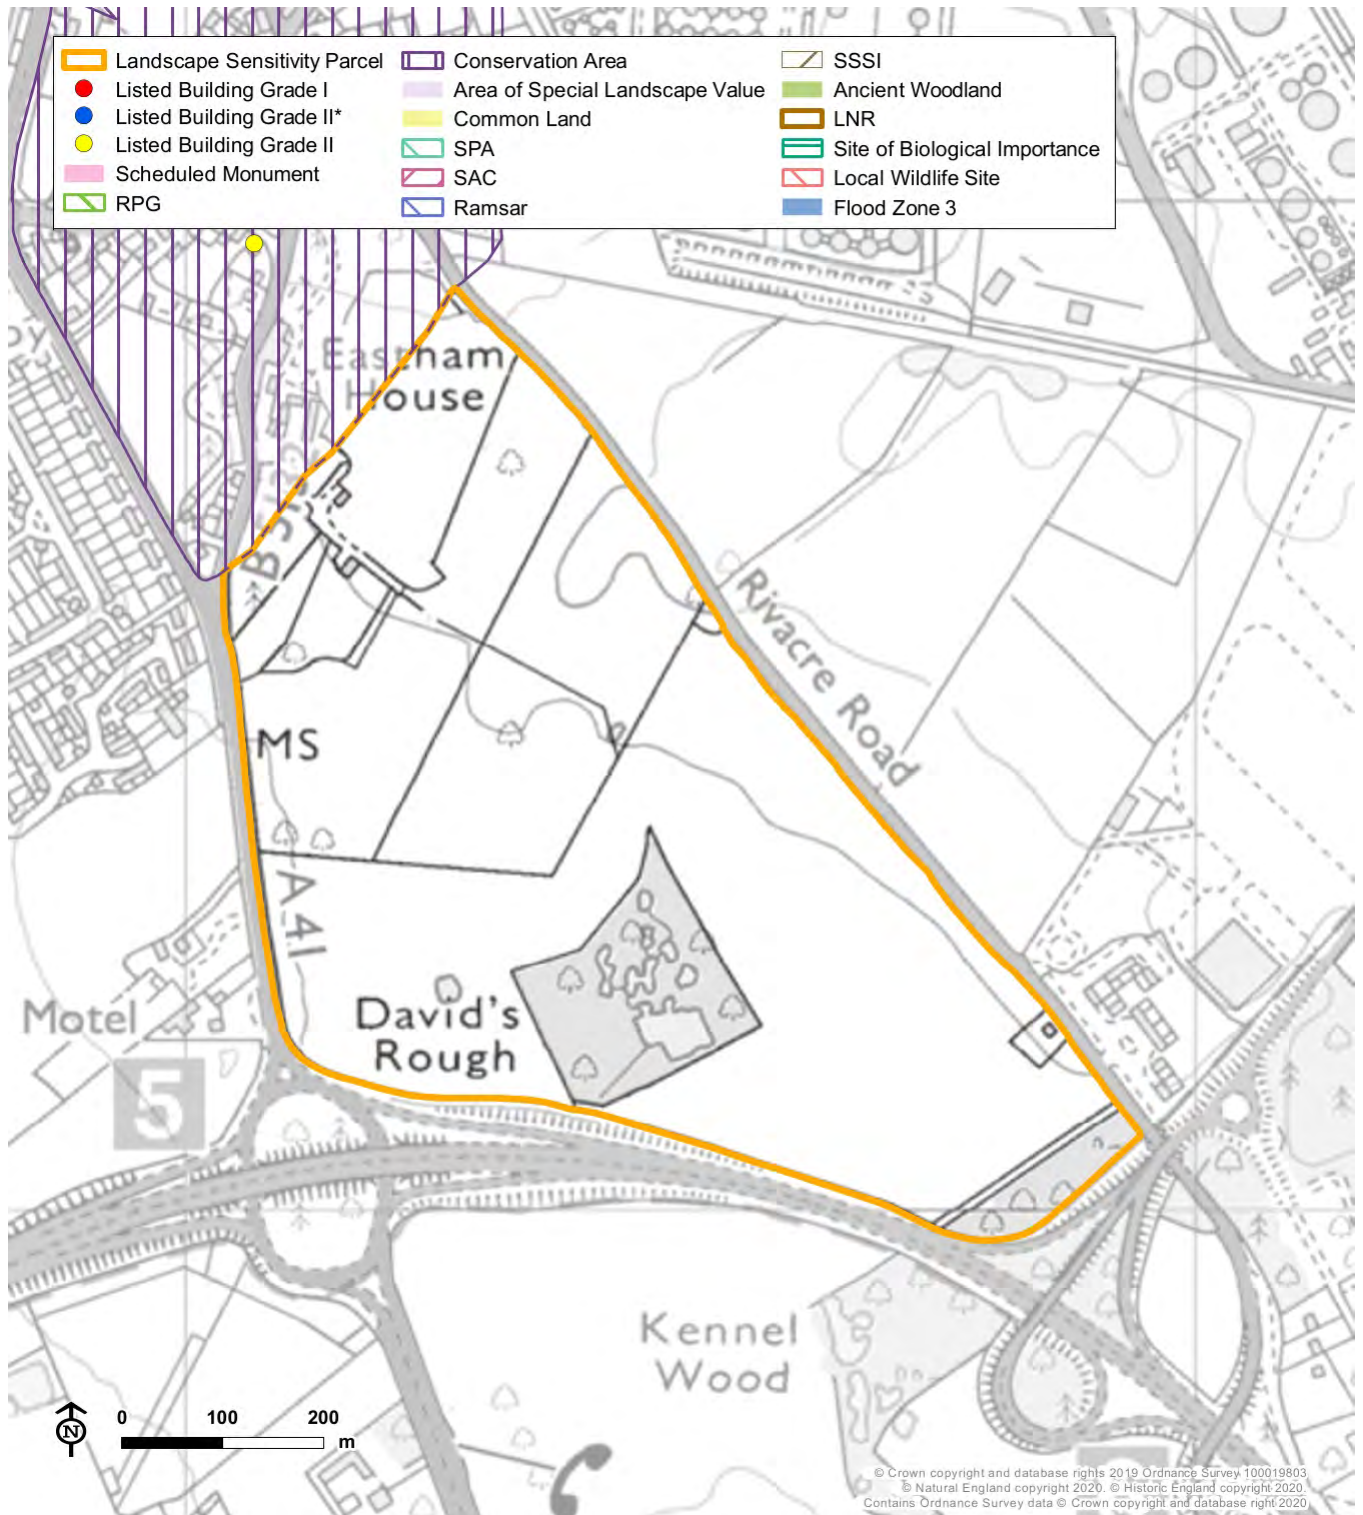 Landscape Sensitivity Parcel
Listed Building Grade I
Listed Building Grade II*
Listed Building Grade II
Scheduled Monument
RPG
Conservation Area
Area of Special Landscape Value
Common Land
SPA
SAC
Ramsar
SSSI
Ancient Woodland
LNR
Site of Biological Importance
Local Wildlife Site
Flood Zone 3
Eastham
House
MS
A 41
Rivacre Road
David's
Rough
Motel
5
Kennel
Wood
N
0 100 200
m
© Crown copyright and database rights 2019 Ordnance Survey 100019803
© Natural England copyright 2020. © Historic England copyright 2020.
Contains Ordnance Survey data © Crown copyright and database right 2020